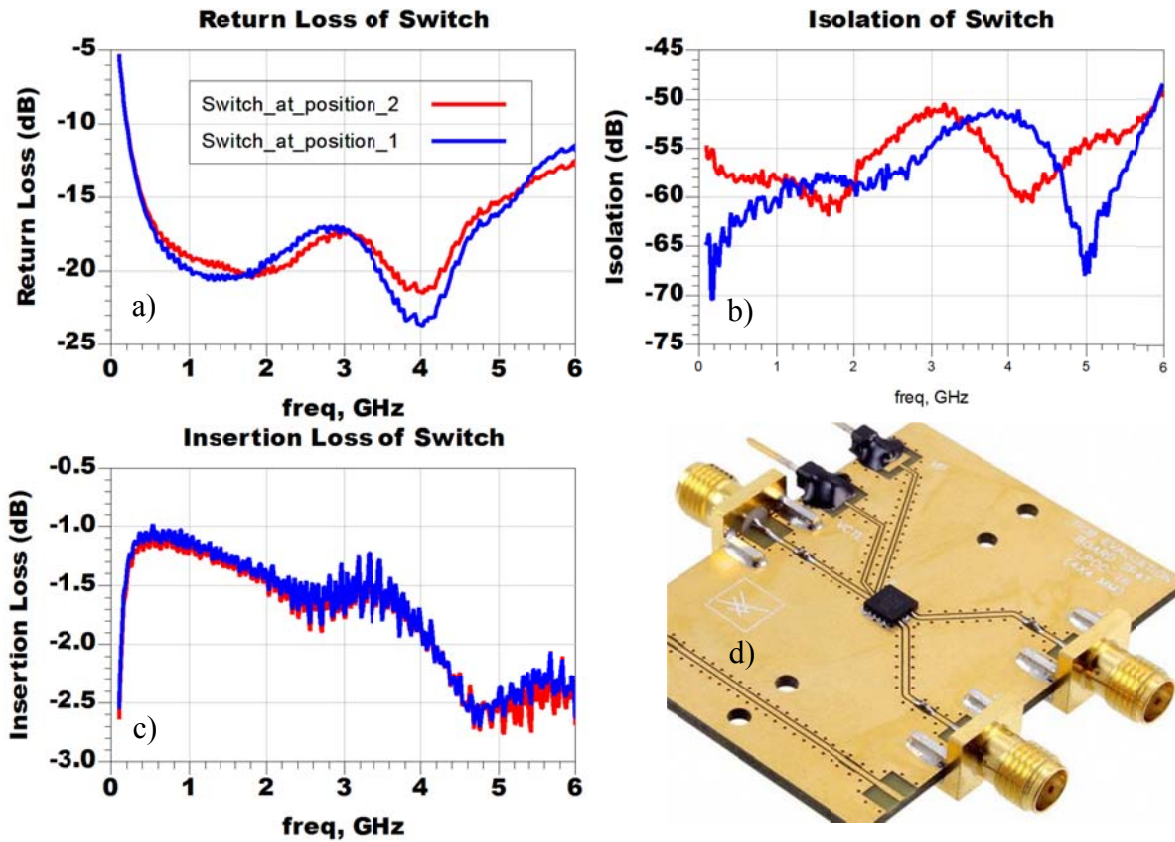 Return Loss of Switch
Return Loss (dB)
-5
-10
-15
-20
-25
Switch_at_position_2
Switch_at_position_1
a)
0 1 2 3 4 5 6
freq, GHz
Isolation of Switch
Isolation (dB)
-45
-50
-55
-60
-65
-70
-75
b)
0 1 2 3 4 5 6
freq, GHz
Insertion Loss of Switch
Insertion Loss (dB)
-0.5
-1.0
-1.5
-2.0
-2.5
-3.0
c)
0 1 2 3 4 5 6
freq, GHz
d)